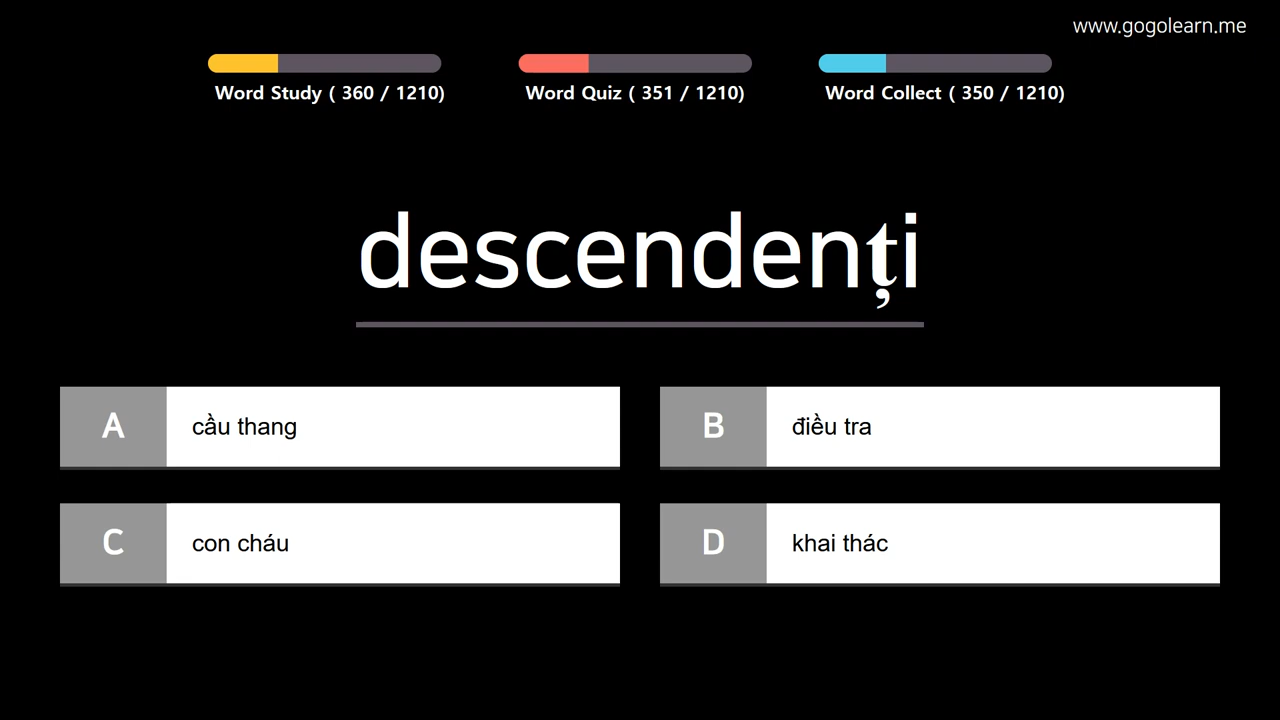 www.gogolearn.me
Word Study ( 360 / 1210)
Word Quiz ( 351 / 1210)
Word Collect ( 350 / 1210)
descendenți
A cầu thang
B điều tra
C con cháu
D khai thác